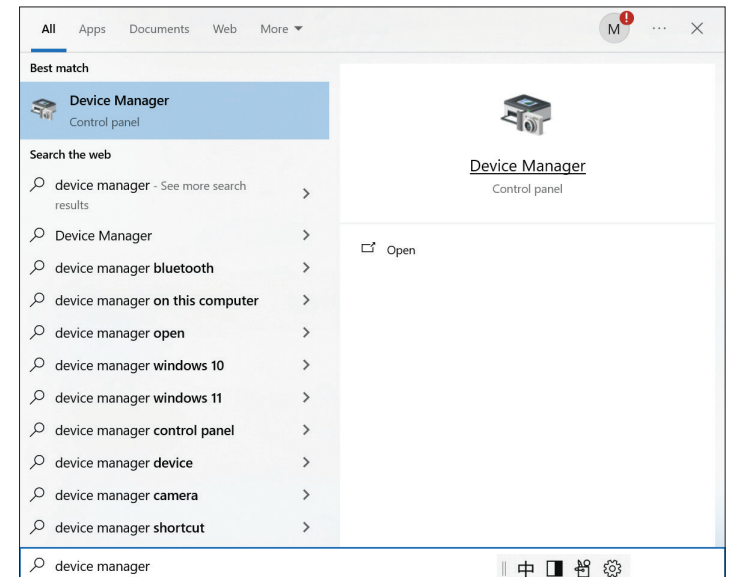 All Apps Documents Web More M ! ...
Best match
Device Manager
Control panel
Search the web
device manager - See more search
results
Device Manager
device manager bluetooth
device manager on this computer
device manager open
device manager windows 10
device manager windows 11
device manager control panel
device manager device
device manager camera
device manager shortcut
Device Manager
Control panel
Open
device manager 中